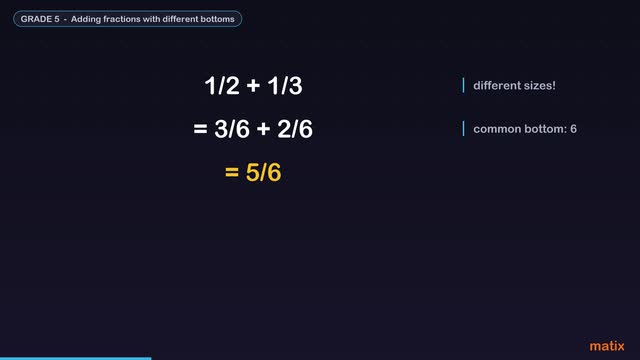 GRADE 5 - Adding fractions with different bottoms
1/2 + 1/3
different sizes!
= 3/6 + 2/6
common bottom: 6
= 5/6
matix